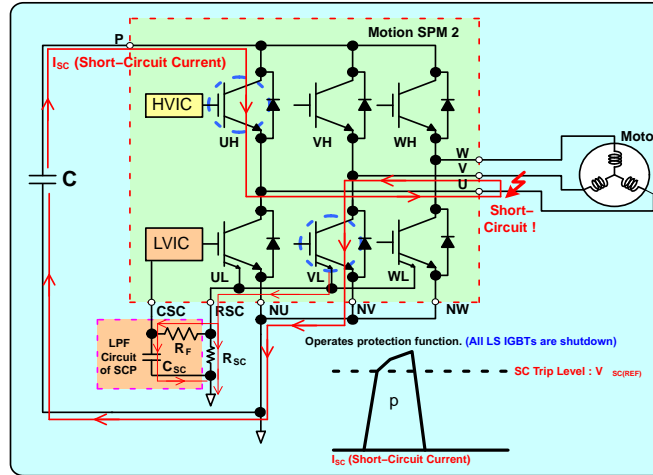 Motion SPM 2
P
ISC (Short−Circuit Current)
HVIC
UH
VH
WH
Motor
W
V
U
C
Short−
Circuit !
LVIC
UL
VL
WL
CSC
RSC
NU
NV
NW
LPF
Circuit
of SCP
RF
CSC
RSC
Operates protection function. (All LS IGBTs are shutdown)
SC Trip Level : V SC(REF)
p
ISC (Short−Circuit Current)